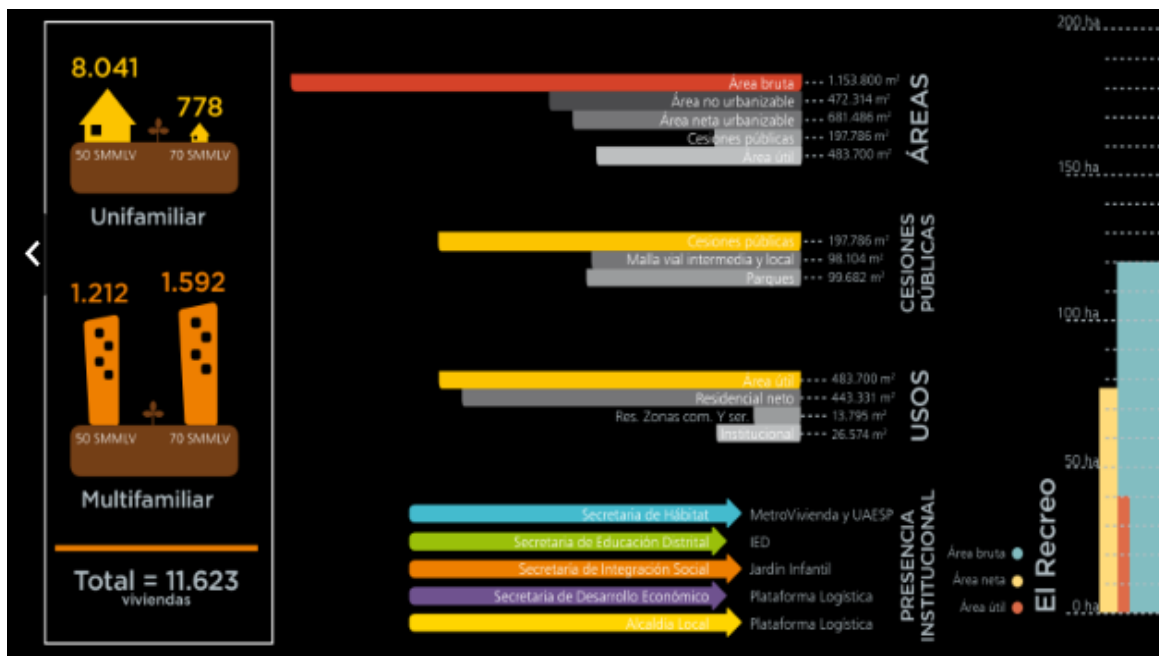 8.041
778
50 SMMLV
70 SMMLV
Unifamiliar
1.212
1.592
50 SMMLV
70 SMMLV
Multifamiliar
Total = 11.623
viviendas
Área bruta 1.153.800 m²
Área no urbanizable 472.314 m²
Área neta urbanizable 681.486 m²
Cesiones públicas 197.786 m²
Área útil 483.700 m²
ÁREAS
Cesiones públicas 197.786 m²
Malla vial intermedia y local 98.104 m²
Parques 99.682 m²
CESIONES
PÚBLICAS
Área útil 483.700 m²
Residencial neto 443.331 m²
Res. Zonas com. Y ser. 13.795 m²
Institucional 26.574 m²
USOS
Secretaria de Hábitat MetroVivienda y UAESP
Secretaria de Educación Distrital IED
Secretaria de Integración Social Jardin Infantil
Secretaria de Desarrollo Económico Plataforma Logística
Alcaldía Local Plataforma Logística
PRESENCIA
INSTITUCIONAL
200 ha
150 ha
100 ha
50 ha
0 ha
Área bruta
Área neta
Área útil
El Recreo